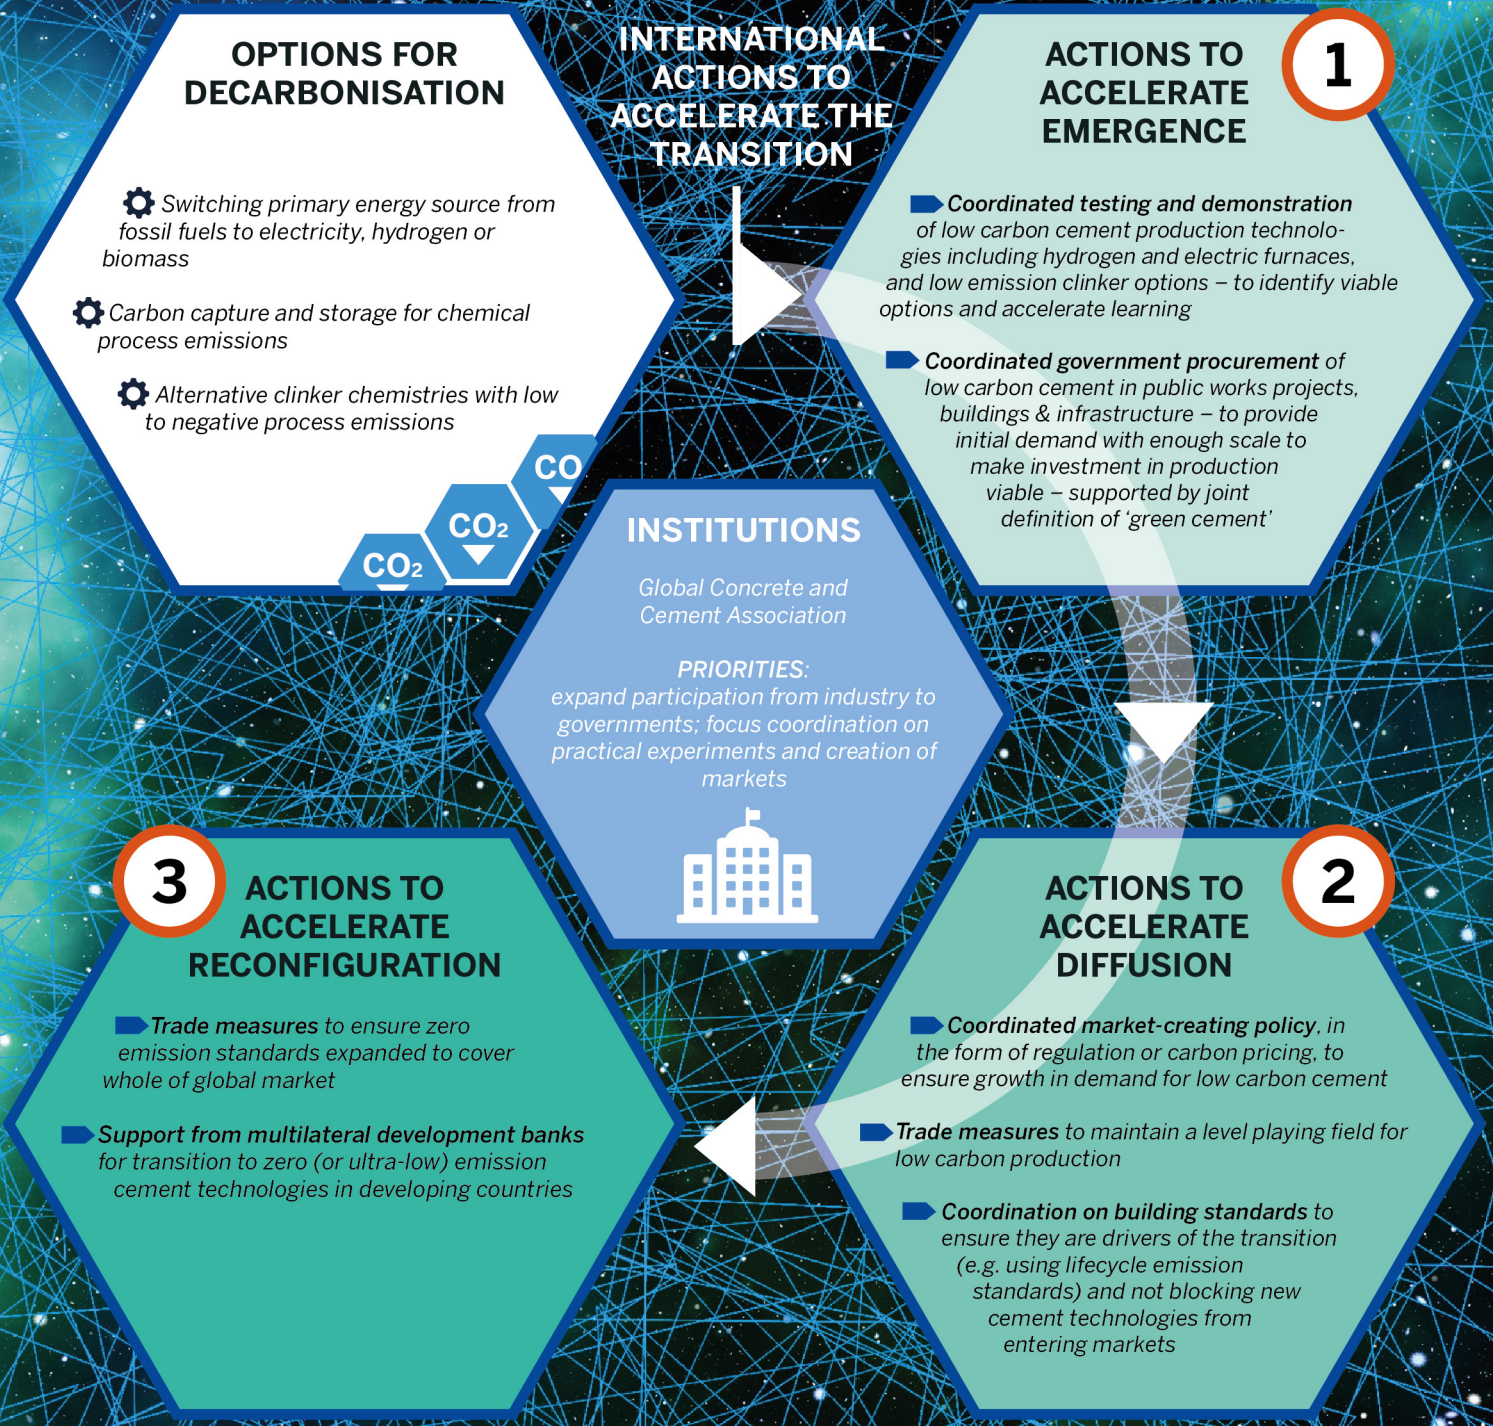 OPTIONS FOR
DECARBONISATION
Switching primary energy source from
fossil fuels to electricity, hydrogen or
biomass
Carbon capture and storage for chemical
process emissions
Alternative clinker chemistries with low
to negative process emissions
CO
CO₂
CO₂
INTERNATIONAL
ACTIONS TO
ACCELERATE THE
TRANSITION
1
ACTIONS TO
ACCELERATE
EMERGENCE
Coordinated testing and demonstration
of low carbon cement production technolo-
gies including hydrogen and electric furnaces,
and low emission clinker options – to identify viable
options and accelerate learning
Coordinated government procurement of
low carbon cement in public works projects,
buildings & infrastructure – to provide
initial demand with enough scale to
make investment in production
viable – supported by joint
definition of ‘green cement’
INSTITUTIONS
Global Concrete and
Cement Association
PRIORITIES:
expand participation from industry to
governments; focus coordination on
practical experiments and creation of
markets
2
ACTIONS TO
ACCELERATE
DIFFUSION
Coordinated market-creating policy, in
the form of regulation or carbon pricing, to
ensure growth in demand for low carbon cement
Trade measures to maintain a level playing field for
low carbon production
Coordination on building standards to
ensure they are drivers of the transition
(e.g. using lifecycle emission
standards) and not blocking new
cement technologies from
entering markets
3
ACTIONS TO
ACCELERATE
RECONFIGURATION
Trade measures to ensure zero
emission standards expanded to cover
whole of global market
Support from multilateral development banks
for transition to zero (or ultra-low) emission
cement technologies in developing countries